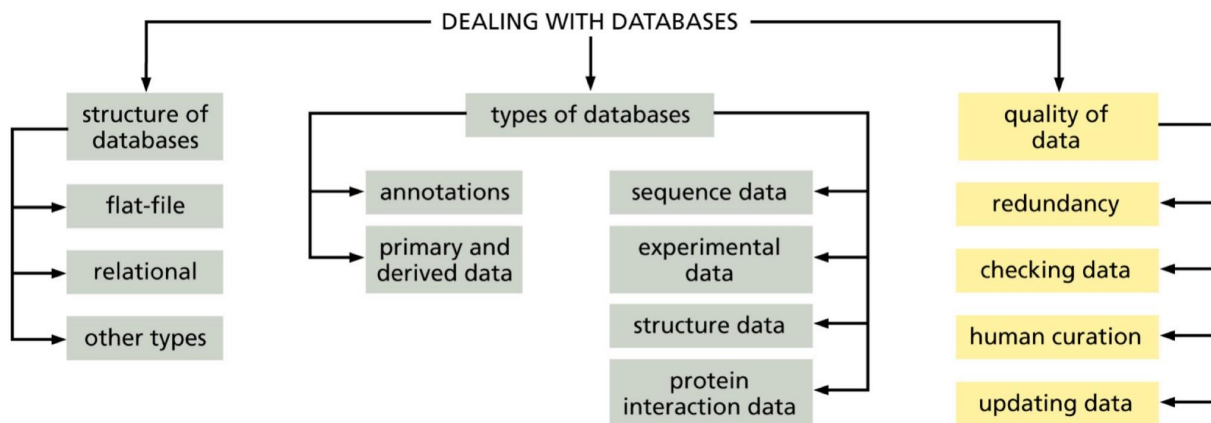 DEALING WITH DATABASES
structure of
databases
flat-file
relational
other types
types of databases
annotations
primary and
derived data
sequence data
experimental
data
structure data
protein
interaction data
quality of
data
redundancy
checking data
human curation
updating data